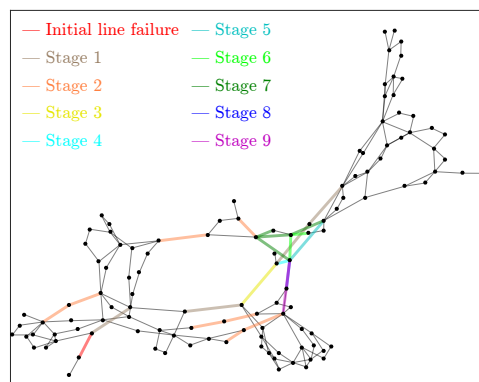 Initial line failure
Stage 1
Stage 2
Stage 3
Stage 4
Stage 5
Stage 6
Stage 7
Stage 8
Stage 9